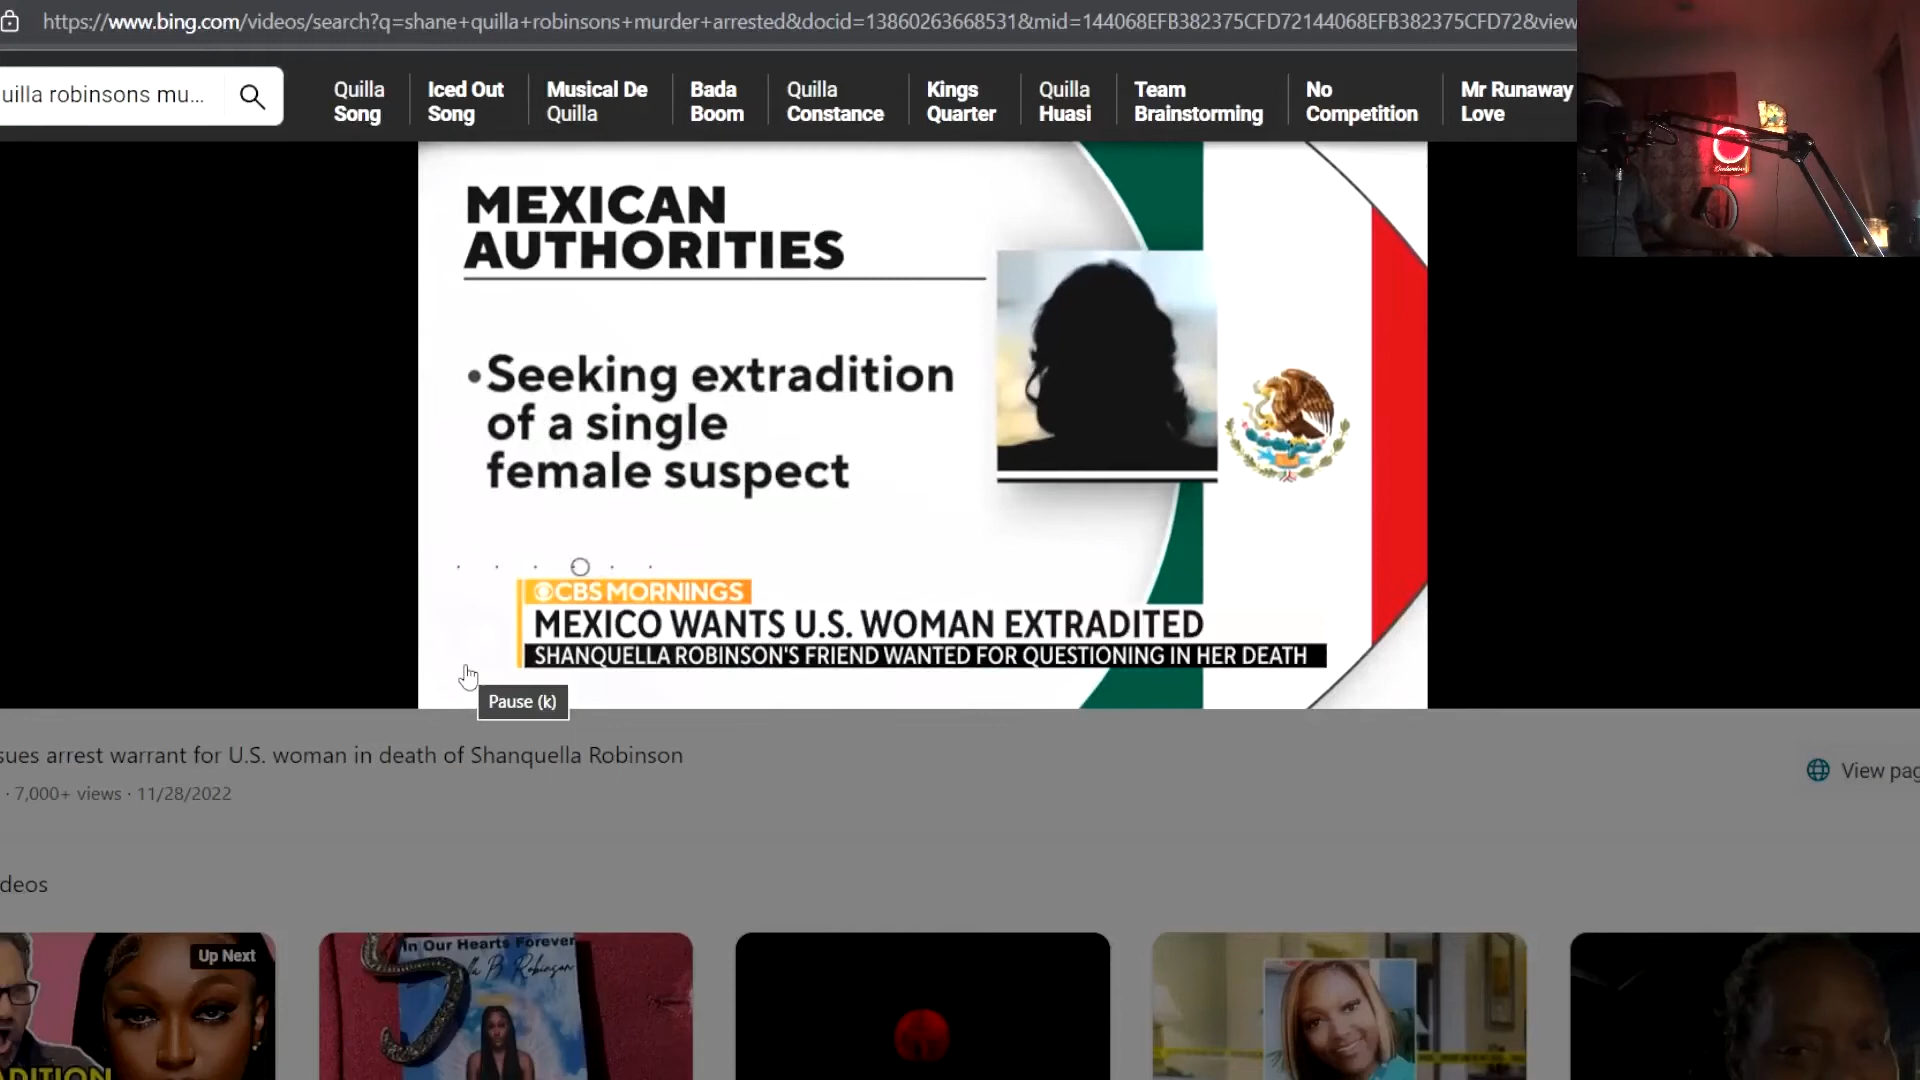 https://www.bing.com/videos/search?q=shane+quilla+robinsons+murder+arrested&docid=13860263668531&mid=144068EFB382375CFD72144068EFB382375CFD72&view
uilla robinsons mu...
Quilla Song
Iced Out Song
Musical De Quilla
Bada Boom
Quilla Constance
Kings Quarter
Quilla Huasi
Team Brainstorming
No Competition
Mr Runaway Love
MEXICAN
AUTHORITIES
•Seeking extradition
of a single
female suspect
CBS MORNINGS
MEXICO WANTS U.S. WOMAN EXTRADITED
SHANQUELLA ROBINSON'S FRIEND WANTED FOR QUESTIONING IN HER DEATH
Pause (k)
sues arrest warrant for U.S. woman in death of Shanquella Robinson
· 7,000+ views · 11/28/2022
View pag
deos
Up Next
In Our Hearts Forever
B Robinson
DITION